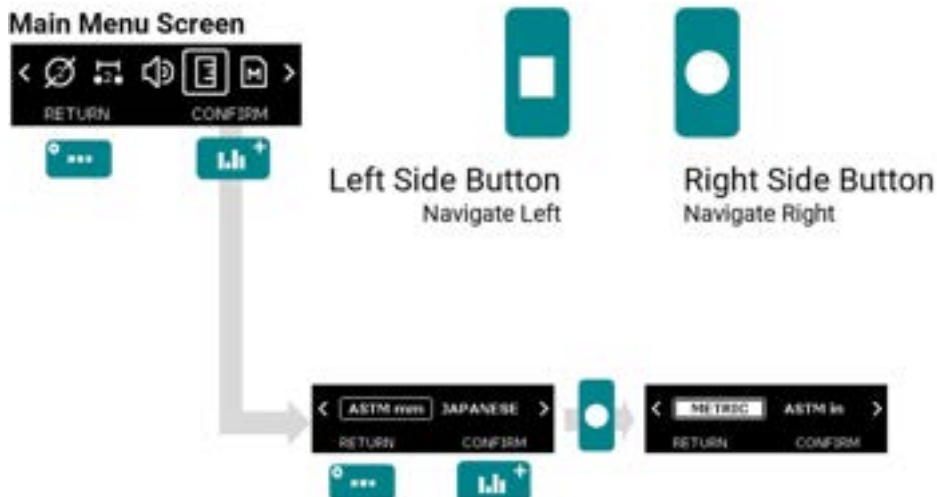 Main Menu Screen
RETURN CONFIRM
Left Side Button
Navigate Left
Right Side Button
Navigate Right
ASTM mm JAPANESE
RETURN CONFIRM
METRIC ASTM in
RETURN CONFIRM